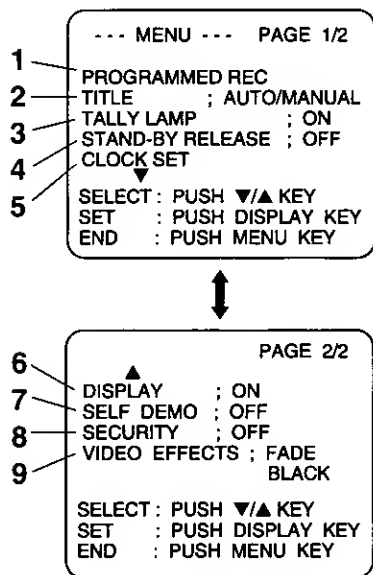 --- MENU --- PAGE 1/2
1 PROGRAMMED REC
2 TITLE ; AUTO/MANUAL
3 TALLY LAMP ; ON
4 STAND-BY RELEASE ; OFF
5 CLOCK SET
▼
SELECT : PUSH ▼/▲ KEY
SET : PUSH DISPLAY KEY
END : PUSH MENU KEY
PAGE 2/2
▲
6 DISPLAY ; ON
7 SELF DEMO ; OFF
8 SECURITY ; OFF
9 VIDEO EFFECTS ; FADE
BLACK
SELECT : PUSH ▼/▲ KEY
SET : PUSH DISPLAY KEY
END : PUSH MENU KEY